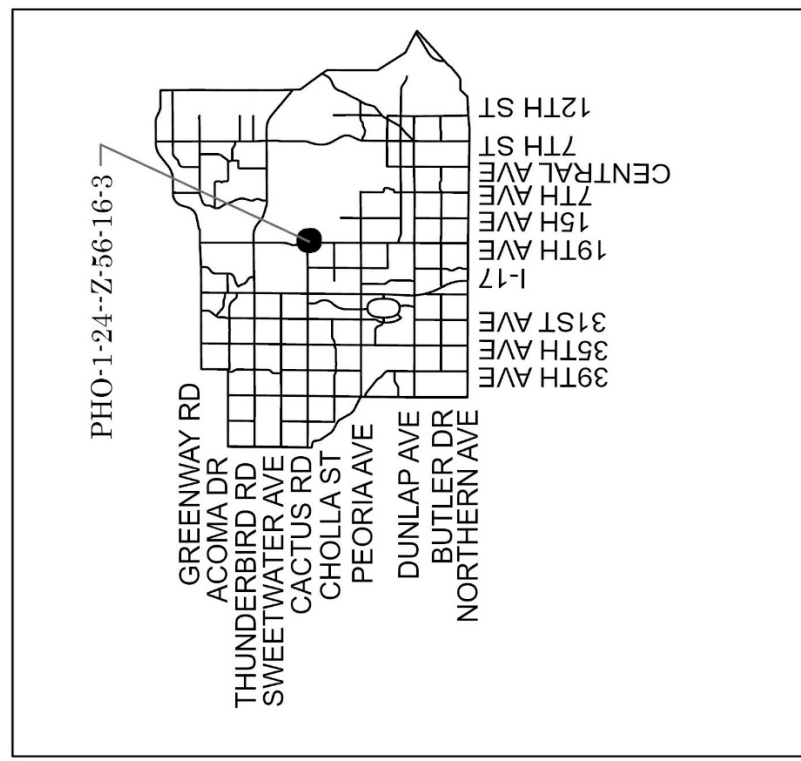 PHO-1-24--Z-56-16-3
GREENWAY RD
ACOMA DR
THUNDERBIRD RD
SWEETWATER AVE
CACTUS RD
CHOLLA ST
PEORIA AVE
DUNLAP AVE
BUTLER DR
NORTHERN AVE
39TH AVE
35TH AVE
31ST AVE
I-17
19TH AVE
15H AVE
7TH AVE
CENTRAL AVE
7TH ST
12TH ST